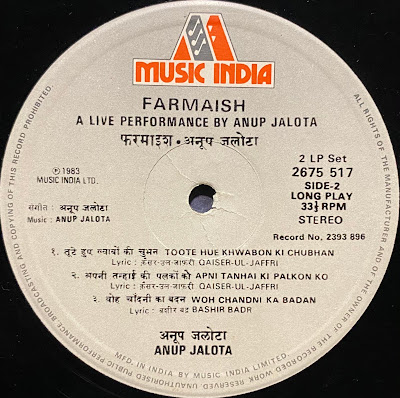 MUSIC INDIA
FARMAISH
A LIVE PERFORMANCE BY ANUP JALOTA
फरमाइश • अनूप जलोटा
℗ 1983
MUSIC INDIA LTD.
2 LP Set
2675 517
SIDE-2
LONG PLAY
33⅓ RPM
STEREO
संगीत : अनूप जलोटा
Music : ANUP JALOTA
Record No. 2393 896
१. टूटे हुए ख्वाबों की चुभन TOOTE HUE KHWABON KI CHUBHAN
Lyric : क़ैसर-उल-जाफरी QAISER-UL-JAFFRI
२. अपनी तन्हाई की पलकों को APNI TANHAI KI PALKON KO
Lyric : क़ैसर-उल-जाफरी QAISER-UL-JAFFRI
३. वोह चाँदनी का बदन WOH CHANDNI KA BADAN
Lyric : बशीर बद्र BASHIR BADR
अनूप जलोटा
ANUP JALOTA
MFD. IN INDIA BY MUSIC INDIA LIMITED.
ALL RIGHTS OF THE MANUFACTURER AND OF THE OWNER OF THE RECORDED WORK RESERVED. UNAUTHORISED PUBLIC PERFORMANCE BROADCASTING AND COPYING OF THIS RECORD PROHIBITED.